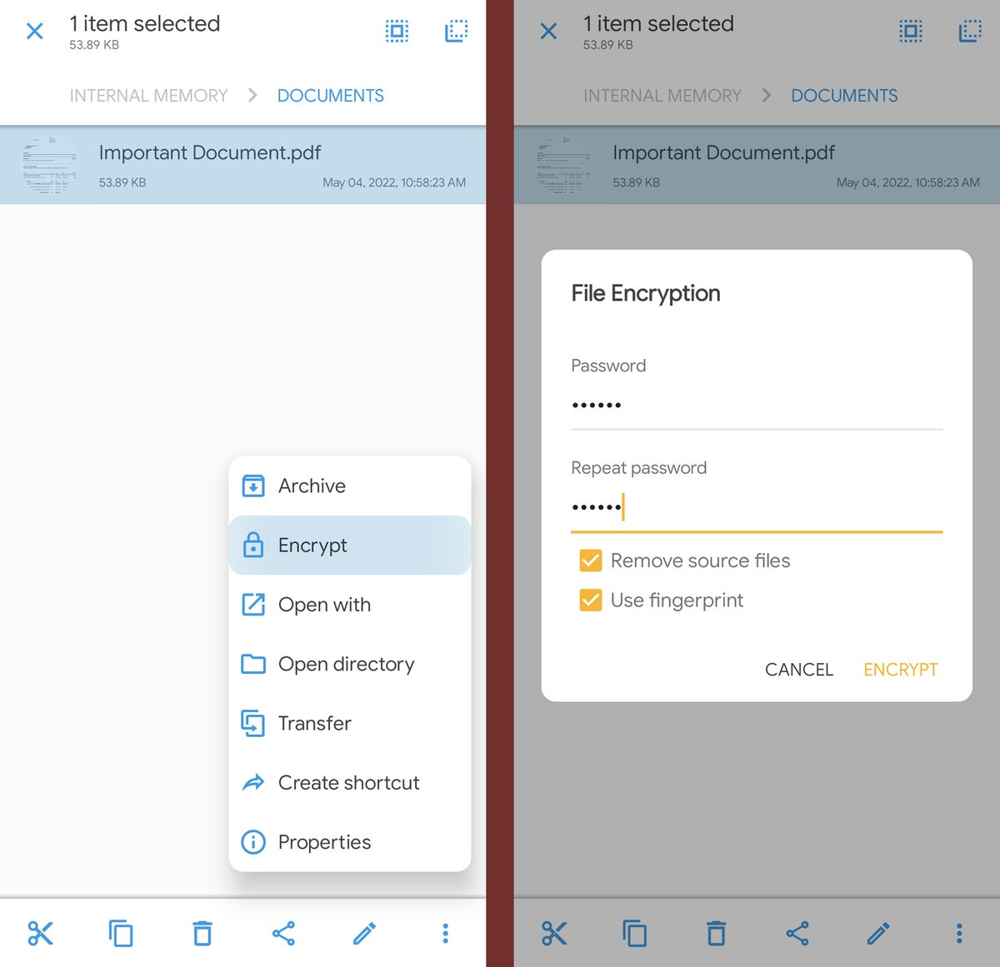 1 item selected
53.89 KB
INTERNAL MEMORY > DOCUMENTS
Important Document.pdf
53.89 KB May 04, 2022, 10:58:23 AM
Archive
Encrypt
Open with
Open directory
Transfer
Create shortcut
Properties
1 item selected
53.89 KB
INTERNAL MEMORY > DOCUMENTS
Important Document.pdf
53.89 KB May 04, 2022, 10:58:23 AM
File Encryption
Password
••••••
Repeat password
••••••
Remove source files
Use fingerprint
CANCEL ENCRYPT